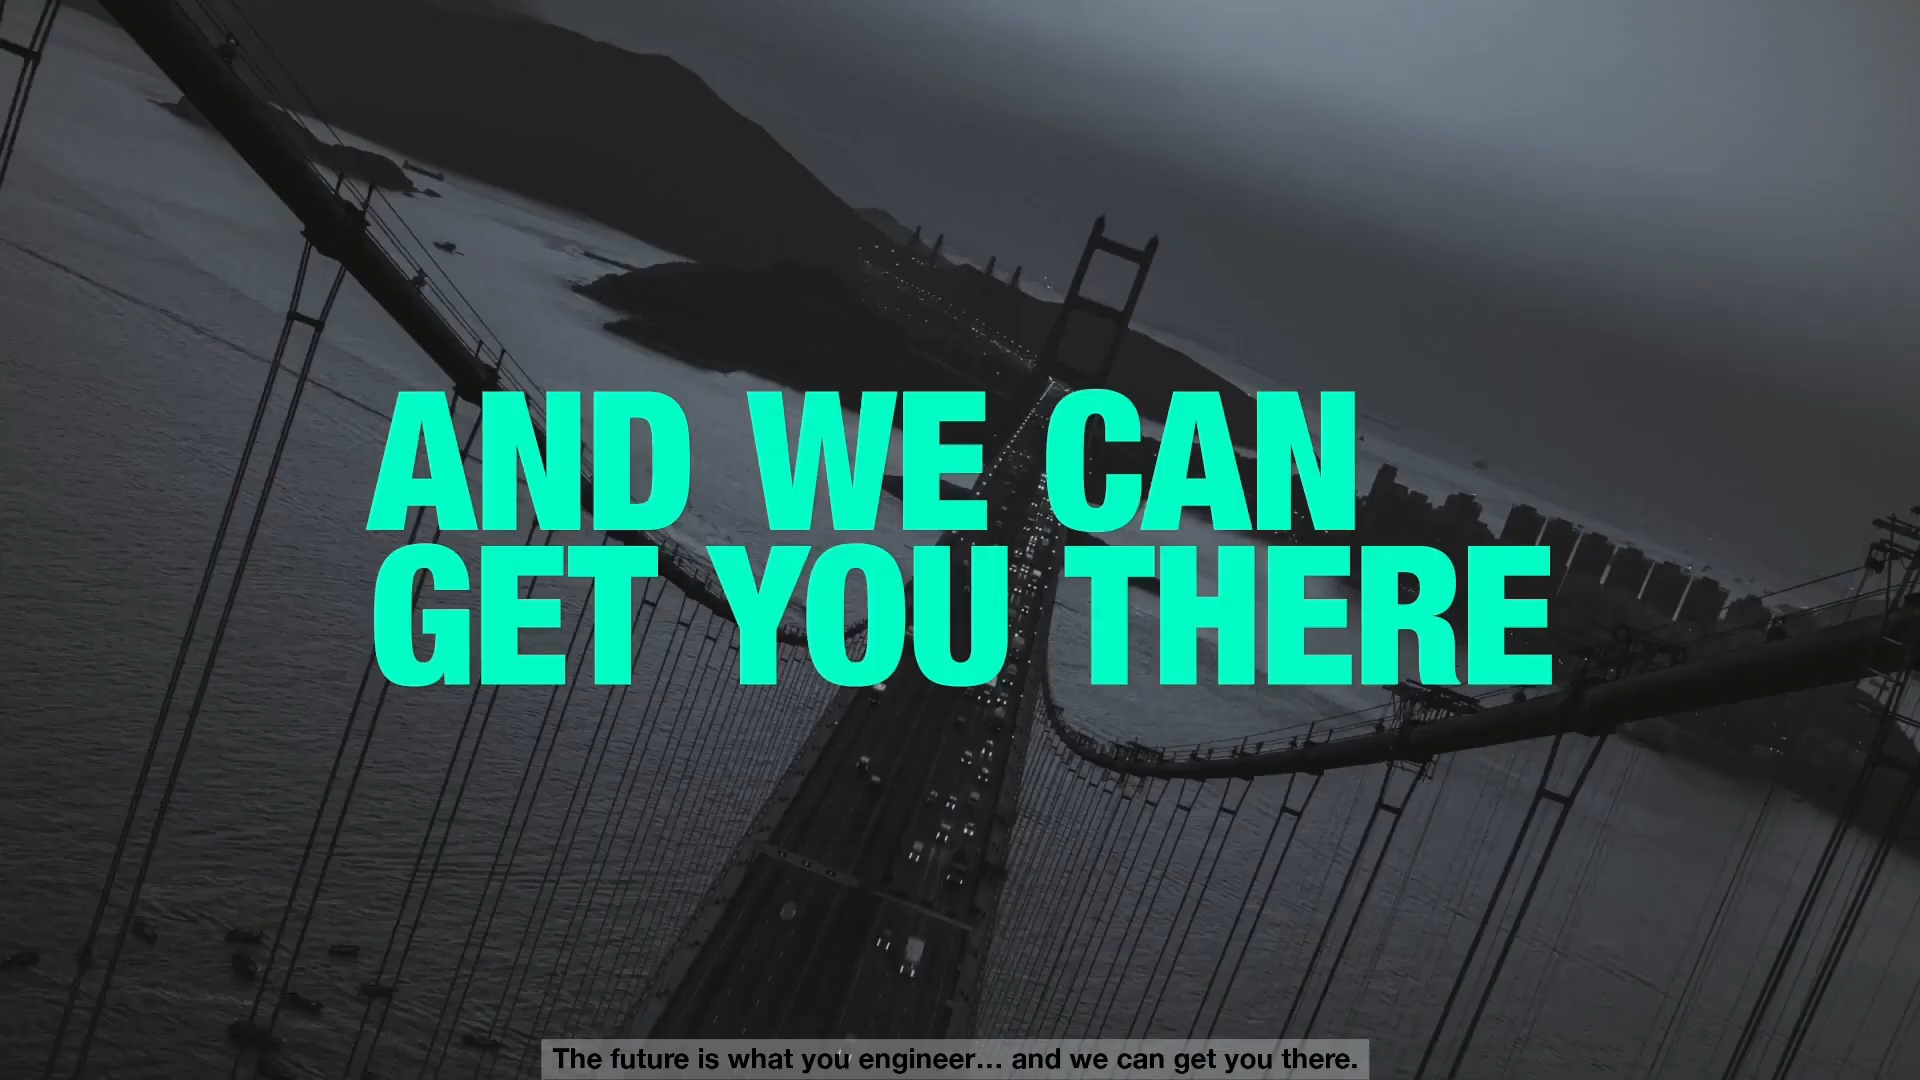 AND WE CAN
GET YOU THERE
The future is what you engineer... and we can get you there.